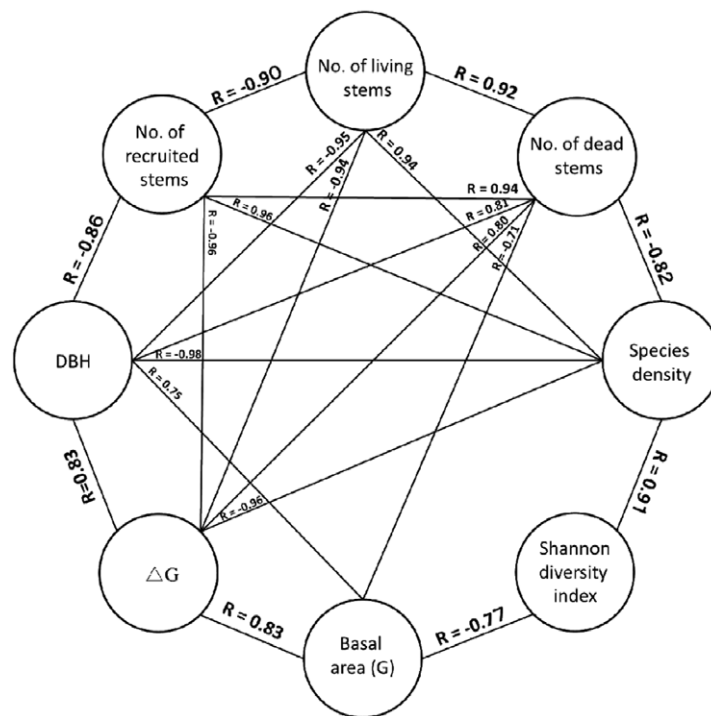 No. of living
stems
R = -0.90
R = 0.92
No. of
recruited
stems
No. of dead
stems
R = -0.95
R = -0.94
R = 0.94
R = 0.94
R = 0.96
R = -0.96
R = 0.81
R = 0.80
R = -0.71
R = -0.86
R = -0.82
DBH
R = -0.98
R = 0.75
Species
density
R=0.83
R = 0.91
R = -0.96
△G
Shannon
diversity
index
R = 0.83
R = -0.77
Basal
area (G)